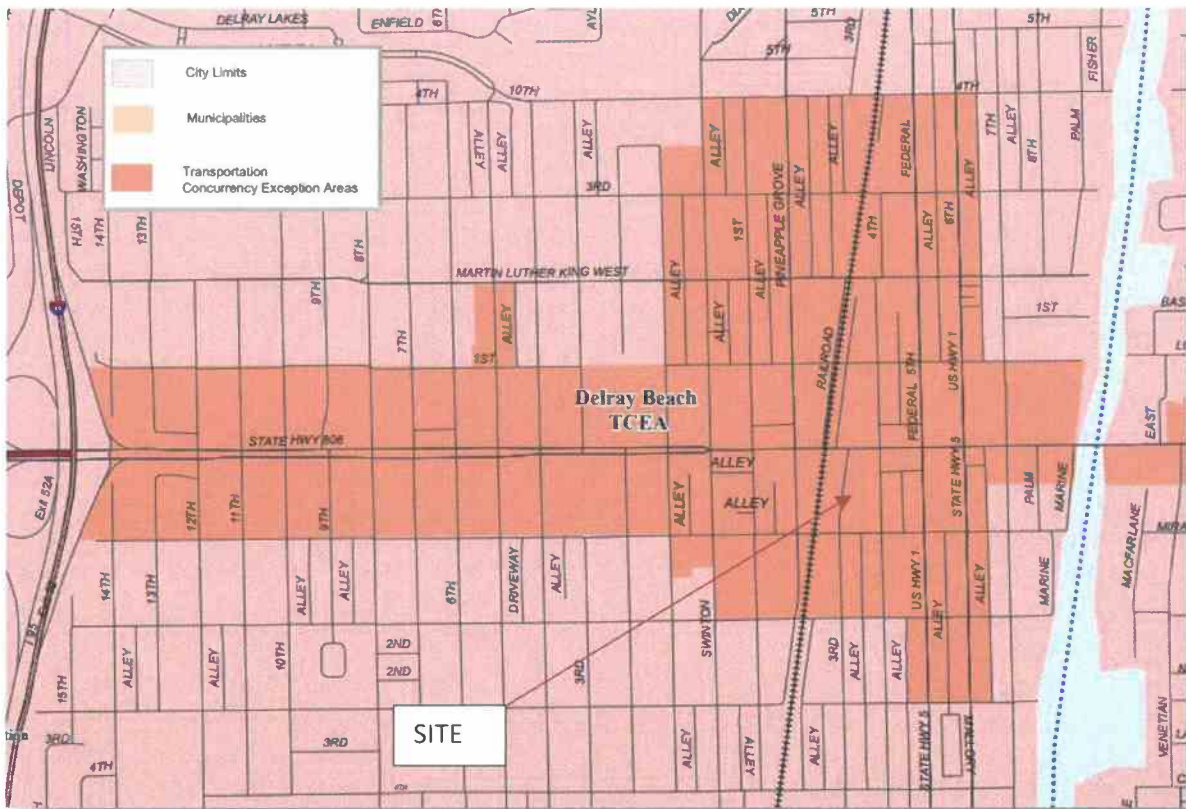 DELRAY LAKES
ENFIELD
6TH
5TH
3RD
5TH
5TH
City Limits
Municipalities
Transportation
Concurrency Exception Areas
LINCOLN
WASHINGTON
DEPOT
4TH
10TH
ALLEY
ALLEY
ALLEY
3RD
ALLEY
5TH
ALLEY
ALLEY
FEDERAL
4TH
ALLEY
7TH
ALLEY
8TH
PALM
FISHER
15TH
14TH
13TH
8TH
1ST
PINEAPPLE GROVE
4TH
ALLEY
6TH
MARTIN LUTHER KING WEST
9TH
7TH
ALLEY
1ST
ALLEY
ALLEY
ALLEY
RAILROAD
FEDERAL 5TH
US HWY 1
1ST
BAS
Delray Beach
TCEA
STATE HWY 806
EAST
Exit 52A
12TH
11TH
9TH
ALLEY
ALLEY
ALLEY
STATE HWY 5
PALM
MARINE
MACFARLANE
MIRA
14TH
13TH
ALLEY
ALLEY
6TH
DRIVEWAY
ALLEY
US HWY 1
ALLEY
ALLEY
MARINE
15TH
ALLEY
ALLEY
10TH
2ND
2ND
3RD
SWINTON
3RD
ALLEY
ALLEY
VENETIAN
3RD
4TH
3RD
SITE
ALLEY
ALLEY
ALLEY
STATE HWY 5
MALLORY